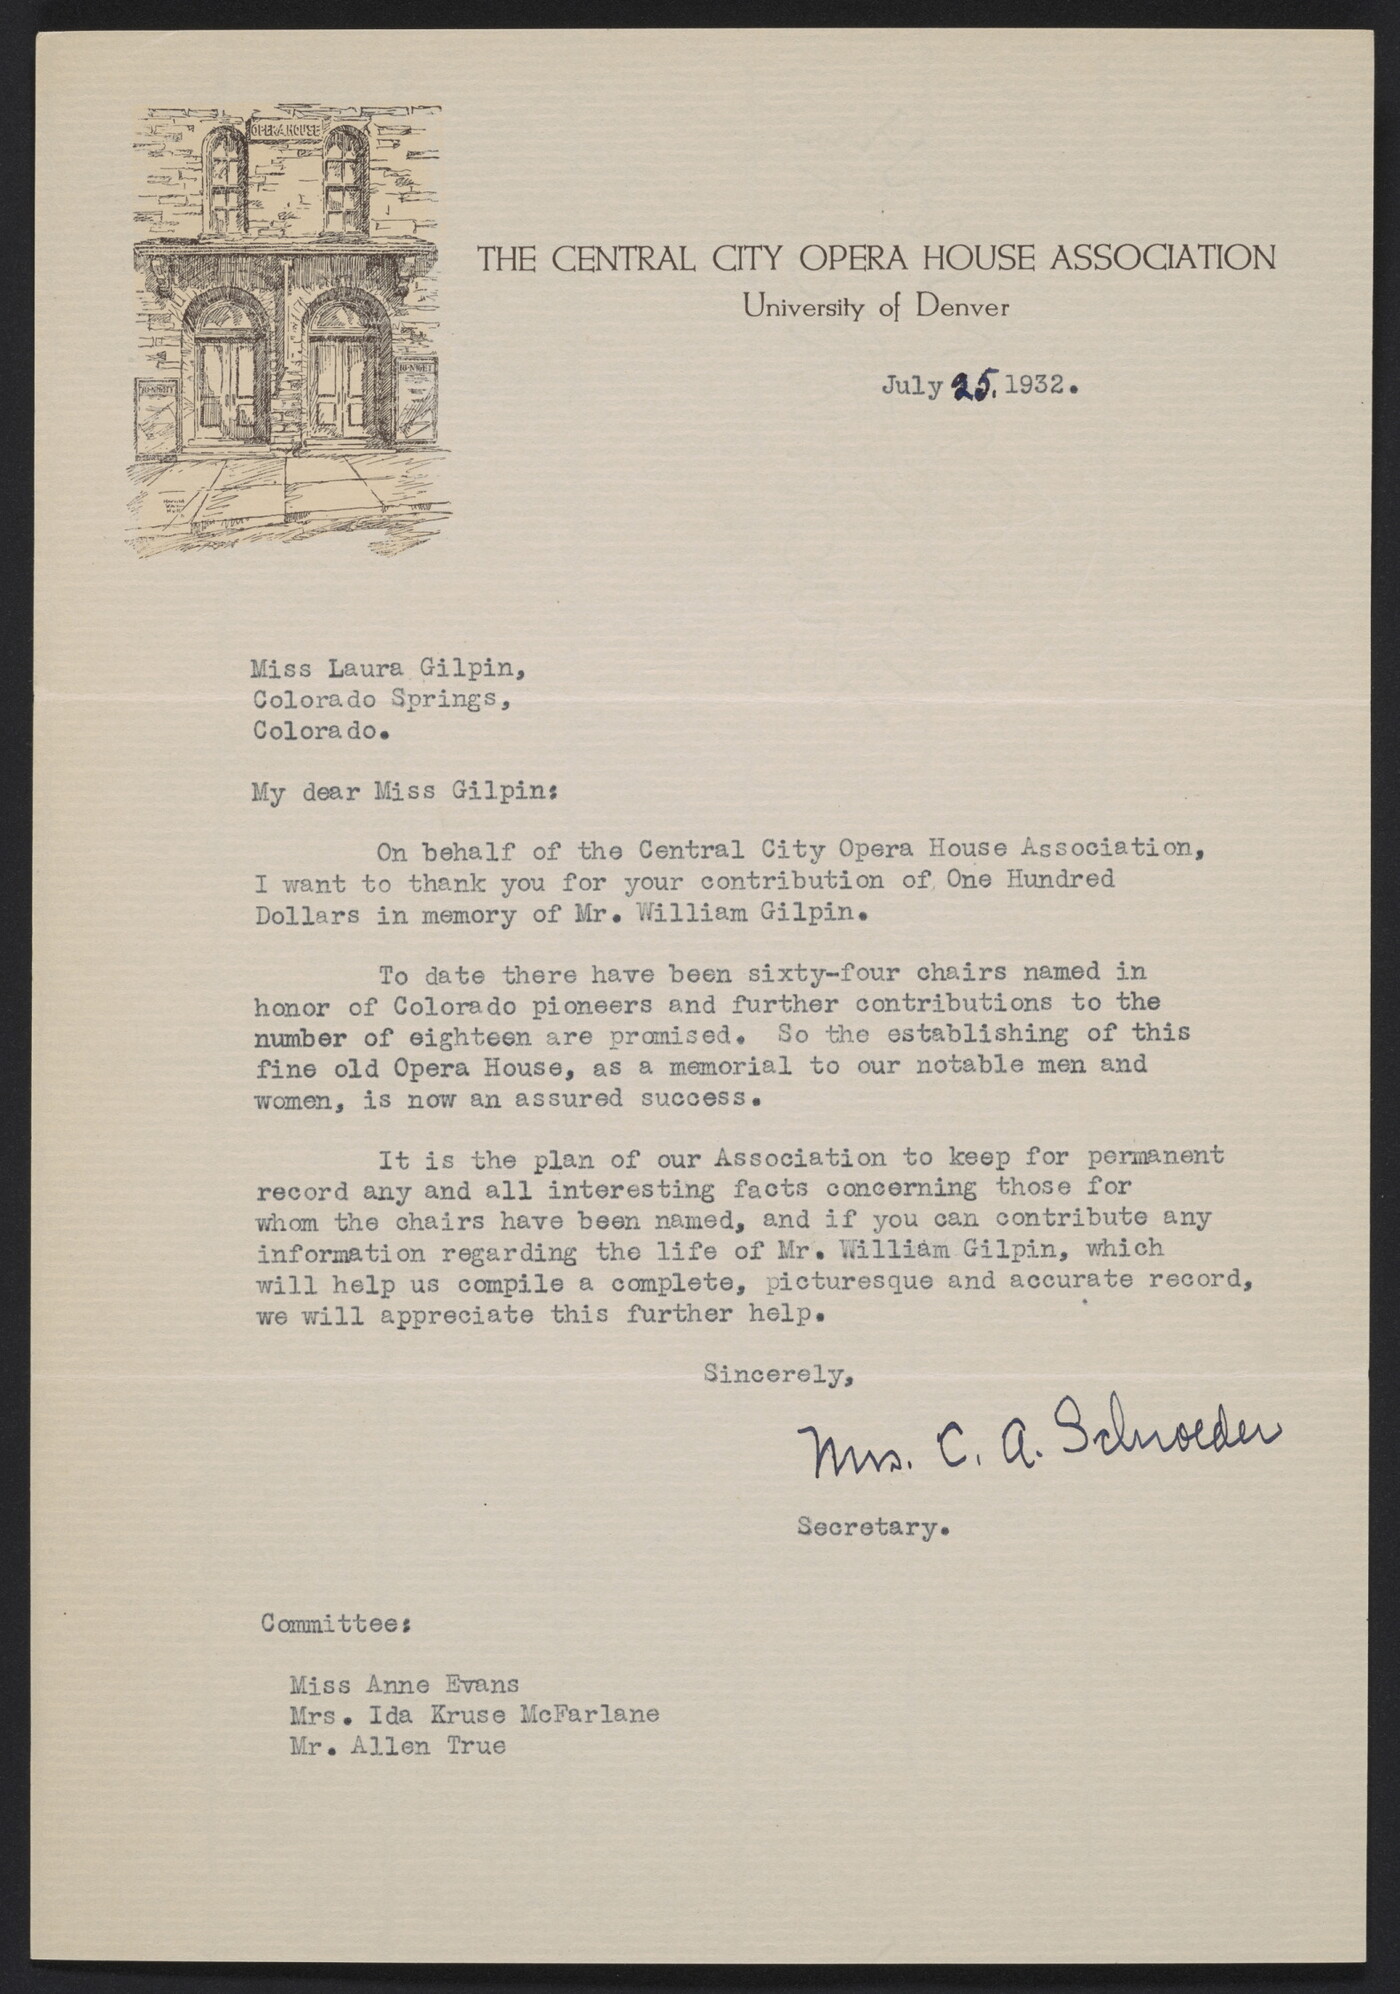 OPERA HOUSE
TO-NIGHT
TO-NIGHT
THE CENTRAL CITY OPERA HOUSE ASSOCIATION
University of Denver
July 25, 1932.
Miss Laura Gilpin,
Colorado Springs,
Colorado.
My dear Miss Gilpin:
On behalf of the Central City Opera House Association,
I want to thank you for your contribution of One Hundred
Dollars in memory of Mr. William Gilpin.
To date there have been sixty-four chairs named in
honor of Colorado pioneers and further contributions to the
number of eighteen are promised. So the establishing of this
fine old Opera House, as a memorial to our notable men and
women, is now an assured success.
It is the plan of our Association to keep for permanent
record any and all interesting facts concerning those for
whom the chairs have been named, and if you can contribute any
information regarding the life of Mr. William Gilpin, which
will help us compile a complete, picturesque and accurate record,
we will appreciate this further help.
Sincerely,
Mrs. C. A. Schroeder
Secretary.
Committee:
Miss Anne Evans
Mrs. Ida Kruse McFarlane
Mr. Allen True